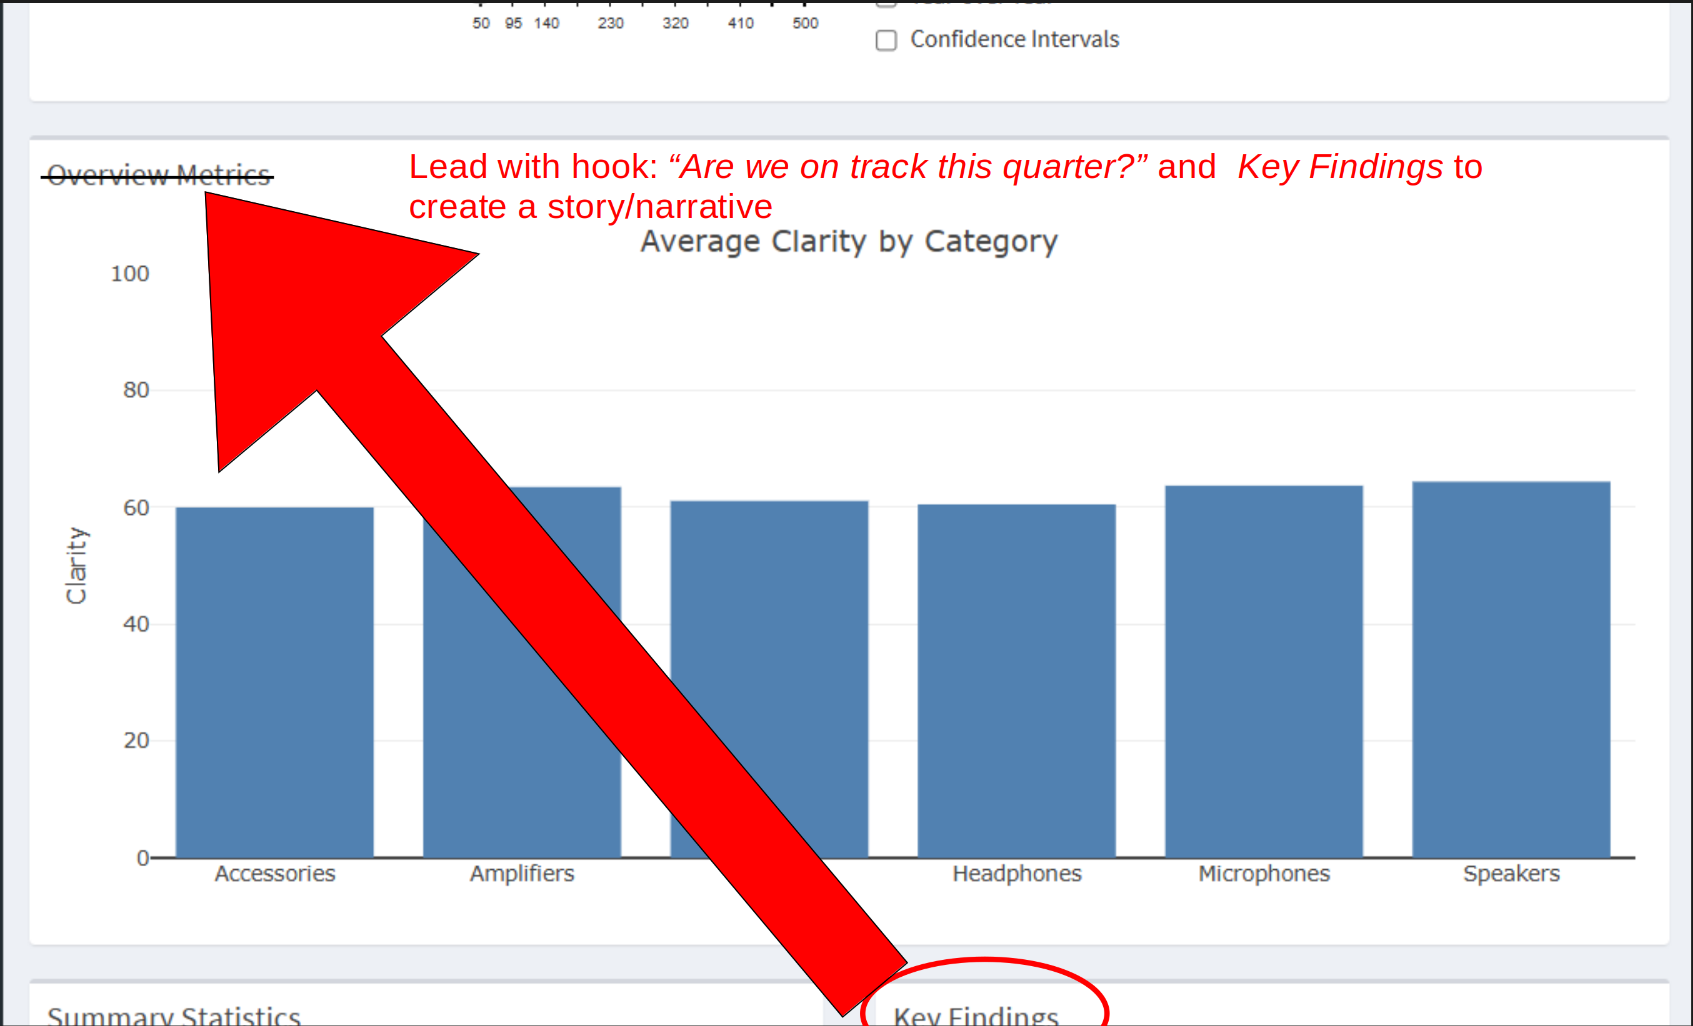 50 95 140 230 320 410 500
Confidence Intervals
Overview Metrics
Lead with hook: “Are we on track this quarter?” and Key Findings to
create a story/narrative
Average Clarity by Category
100
80
60
40
20
0
Clarity
Accessories Amplifiers Headphones Microphones Speakers
Summary Statistics
Key Findings